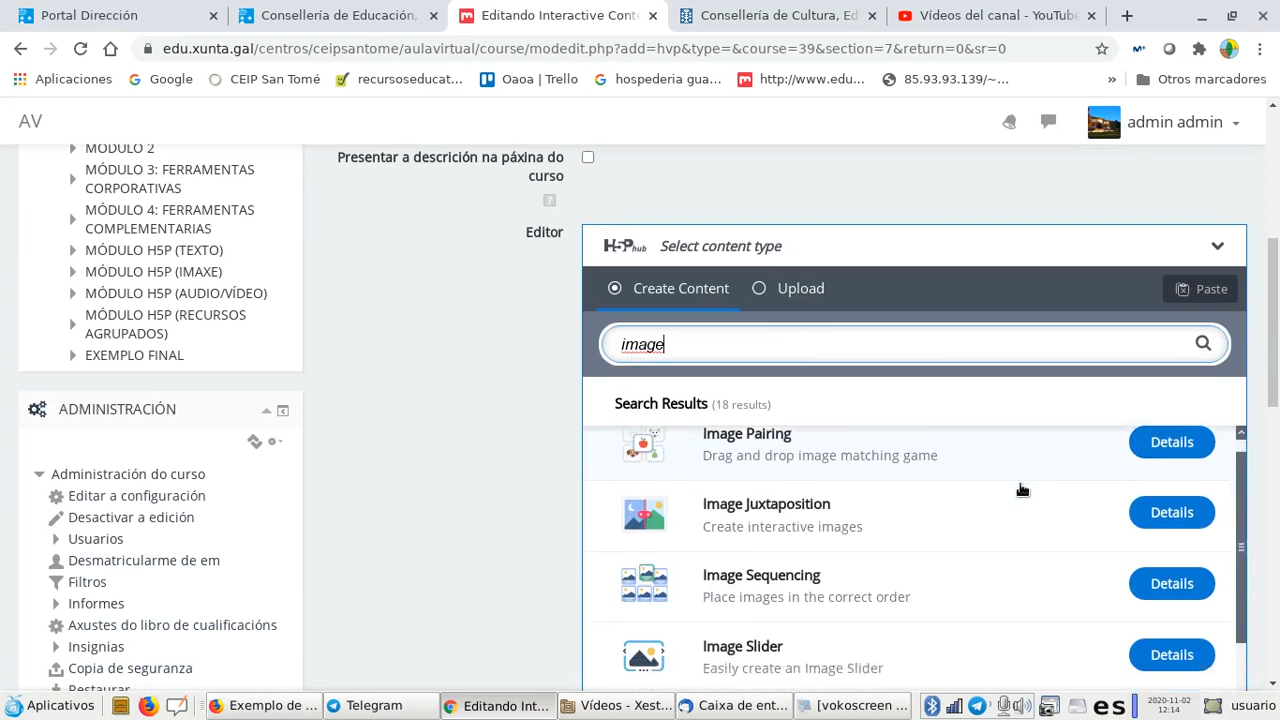 Portal Dirección
Consellería de Educación,
Editando Interactive Conte
Consellería de Cultura, Ed
Vídeos del canal - YouTube
edu.xunta.gal/centros/ceipsantome/aulavirtual/course/modedit.php?add=hvp&type=&course=39&section=7&return=0&sr=0
Aplicaciones
Google
CEIP San Tomé
recursoseducat...
Oaoa | Trello
hospederia gua...
http://www.edu...
85.93.93.139/~...
»
Otros marcadores
AV
admin admin
MÓDULO 2
MÓDULO 3: FERRAMENTAS
CORPORATIVAS
MÓDULO 4: FERRAMENTAS
COMPLEMENTARIAS
MÓDULO H5P (TEXTO)
MÓDULO H5P (IMAXE)
MÓDULO H5P (AUDIO/VÍDEO)
MÓDULO H5P (RECURSOS
AGRUPADOS)
EXEMPLO FINAL
ADMINISTRACIÓN
Administración do curso
Editar a configuración
Desactivar a edición
Usuarios
Desmatricularme de em
Filtros
Informes
Axustes do libro de cualificacións
Insignias
Copia de seguranza
Restaurar
Presentar a descrición na páxina do
curso
?
Editor
H5P hub Select content type
Create Content
Upload
Paste
image
Search Results (18 results)
Image Pairing
Drag and drop image matching game
Details
Image Juxtaposition
Create interactive images
Details
Image Sequencing
Place images in the correct order
Details
Image Slider
Easily create an Image Slider
Details
Aplicativos
Exemplo de ...
Telegram
Editando Int...
Vídeos - Xest...
Caixa de ent...
[vokoscreen ...
es
2020-11-02
12:14
usuario